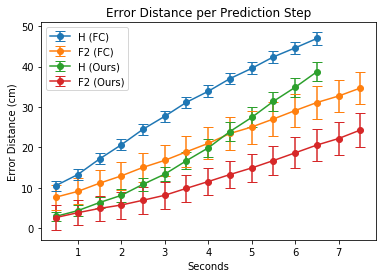 Error Distance per Prediction Step
H (FC)
F2 (FC)
H (Ours)
F2 (Ours)
Error Distance (cm)
50
40
30
20
10
0
1 2 3 4 5 6 7
Seconds